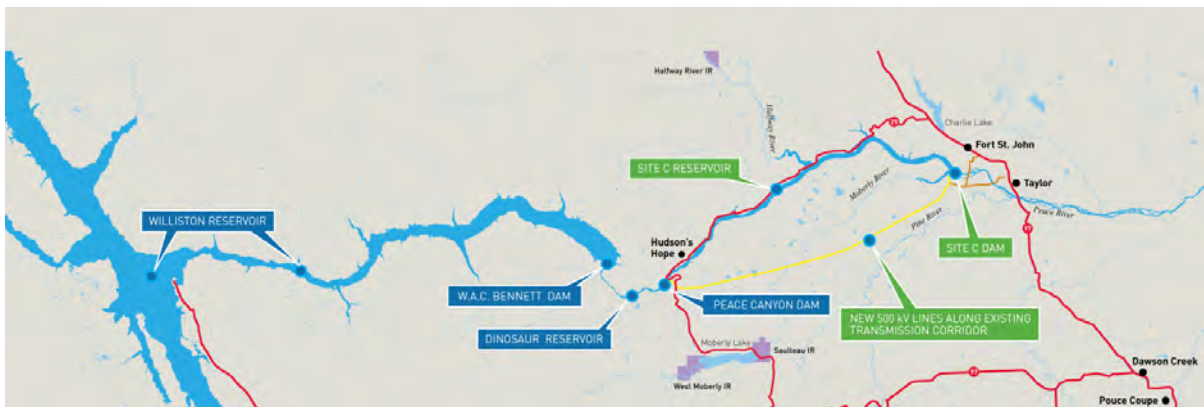 Halfway River IR
Halfway River
Charlie Lake
29
Fort St. John
SITE C RESERVOIR
Moberly River
Taylor
WILLISTON RESERVOIR
Pine River
Peace River
Hudson's
Hope
SITE C DAM
97
W.A.C. BENNETT DAM
PEACE CANYON DAM
NEW 500 kV LINES ALONG EXISTING
TRANSMISSION CORRIDOR
DINOSAUR RESERVOIR
Moberly Lake
Saulteau IR
West Moberly IR
Dawson Creek
97
Pouce Coupe